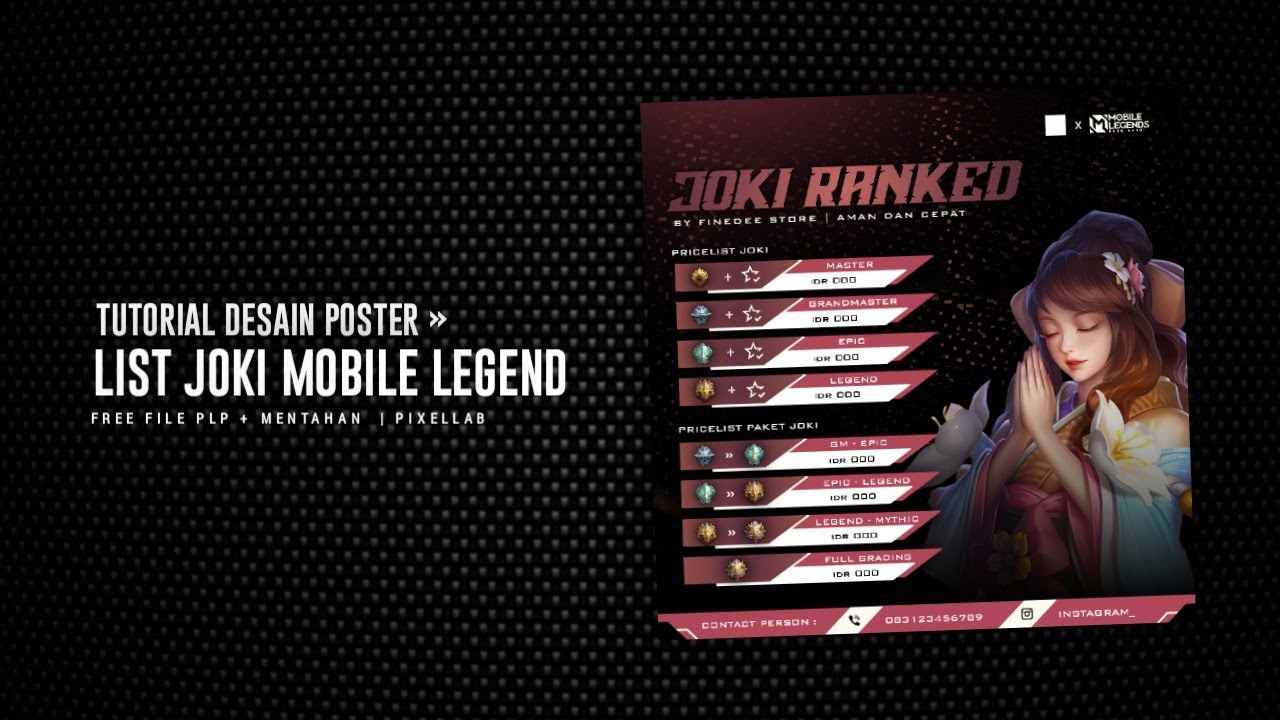 TUTORIAL DESAIN POSTER »
LIST JOKI MOBILE LEGEND
FREE FILE PLP + MENTAHAN | PIXELLAB
X MOBILE LEGENDS
JOKI RANKED
BY FINEDEE STORE | AMAN DAN CEPAT
PRICELIST JOKI
+ MASTER
IDR 000
+ GRANDMASTER
IDR 000
+ EPIC
IDR 000
+ LEGEND
IDR 000
PRICELIST PAKET JOKI
» GM - EPIC
IDR 000
» EPIC - LEGEND
IDR 000
» LEGEND - MYTHIC
IDR 000
FULL GRADING
IDR 000
CONTACT PERSON : 083123456789 INSTAGRAM_